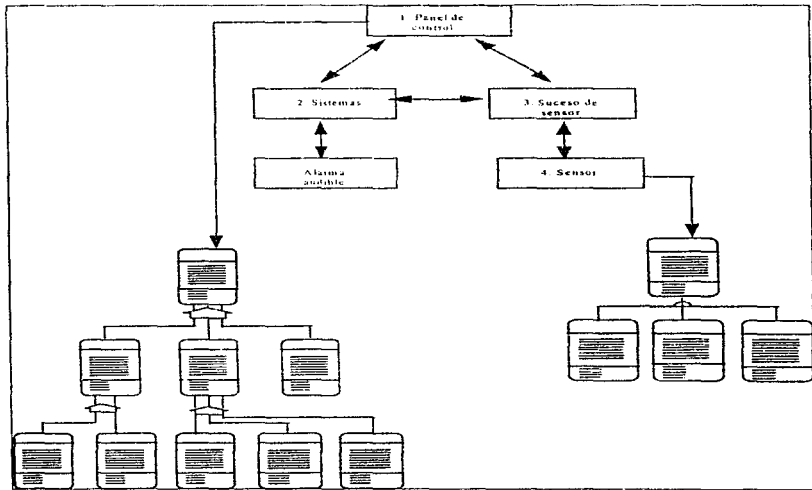 1. Panel de
control
2. Sistemas
3. Suceso de
sensor
Alarma
audible
4. Sensor